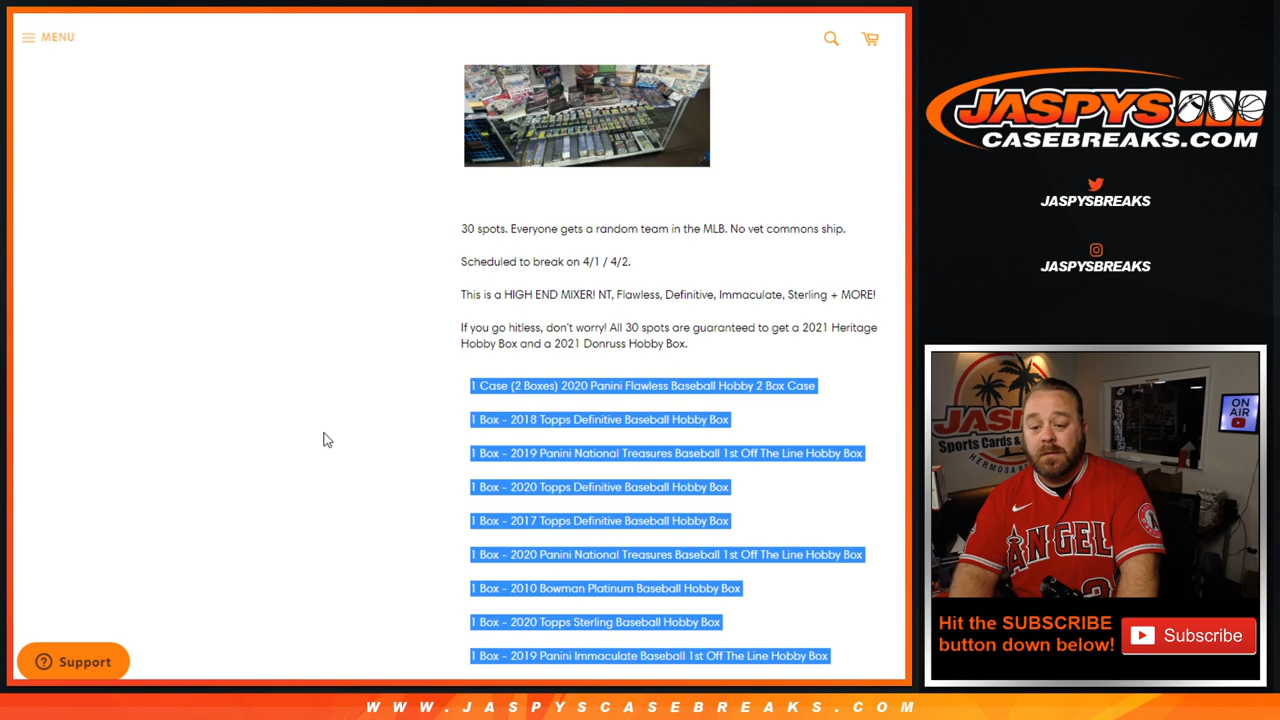 MENU
30 spots. Everyone gets a random team in the MLB. No vet commons ship.
Scheduled to break on 4/1 / 4/2.
This is a HIGH END MIXER! NT, Flawless, Definitive, Immaculate, Sterling + MORE!
If you go hitless, don't worry! All 30 spots are guaranteed to get a 2021 Heritage
Hobby Box and a 2021 Donruss Hobby Box.
1 Case (2 Boxes) 2020 Panini Flawless Baseball Hobby 2 Box Case
1 Box - 2018 Topps Definitive Baseball Hobby Box
1 Box - 2019 Panini National Treasures Baseball 1st Off The Line Hobby Box
1 Box - 2020 Topps Definitive Baseball Hobby Box
1 Box - 2017 Topps Definitive Baseball Hobby Box
1 Box - 2020 Panini National Treasures Baseball 1st Off The Line Hobby Box
1 Box - 2010 Bowman Platinum Baseball Hobby Box
1 Box - 2020 Topps Sterling Baseball Hobby Box
1 Box - 2019 Panini Immaculate Baseball 1st Off The Line Hobby Box
Support
JASPYS
CASEBREAKS.COM
JASPYSBREAKS
JASPYSBREAKS
JASP
Sports Cards &
HERMOSA
ON
AIR
ANGEL
Hit the SUBSCRIBE
button down below!
Subscribe
WWW.JASPYSCASEBREAKS.COM